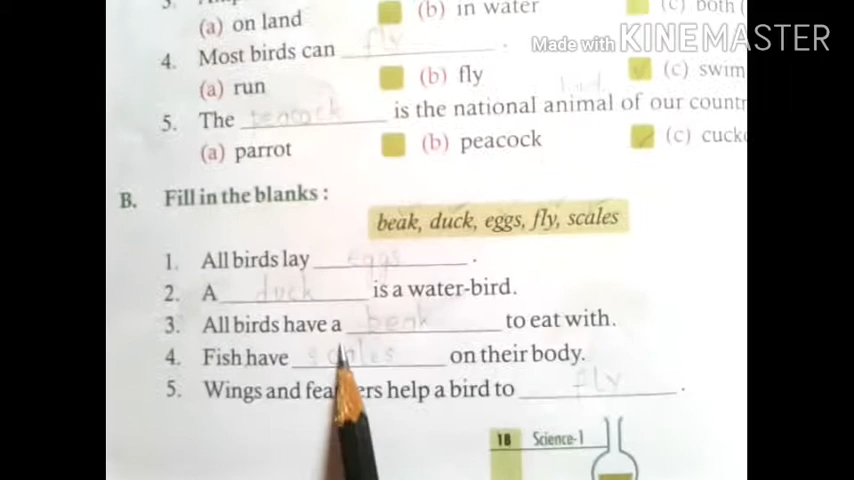 (a) on land (b) in water (c) both (
4. Most birds can fly .
Made with KINEMASTER
(a) run (b) fly (c) swim
bird
5. The peacock is the national animal of our countr
(a) parrot (b) peacock (c) cucko
B. Fill in the blanks :
beak, duck, eggs, fly, scales
1. All birds lay eggs .
2. A duck is a water-bird.
3. All birds have a beak to eat with.
4. Fish have scales on their body.
5. Wings and feathers help a bird to fly .
18 Science-1